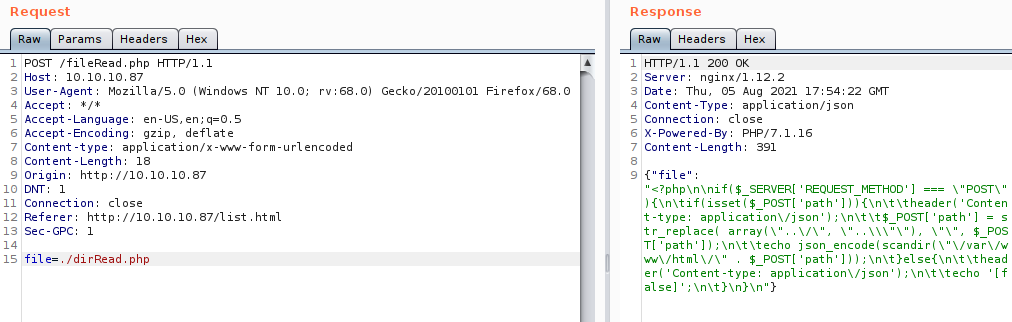 Request
Raw Params Headers Hex
1 POST /fileRead.php HTTP/1.1
2 Host: 10.10.10.87
3 User-Agent: Mozilla/5.0 (Windows NT 10.0; rv:68.0) Gecko/20100101 Firefox/68.0
4 Accept: */*
5 Accept-Language: en-US,en;q=0.5
6 Accept-Encoding: gzip, deflate
7 Content-type: application/x-www-form-urlencoded
8 Content-Length: 18
9 Origin: http://10.10.10.87
10 DNT: 1
11 Connection: close
12 Referer: http://10.10.10.87/list.html
13 Sec-GPC: 1
14
15 file=./dirRead.php
Response
Raw Headers Hex
1 HTTP/1.1 200 OK
2 Server: nginx/1.12.2
3 Date: Thu, 05 Aug 2021 17:54:22 GMT
4 Content-Type: application/json
5 Connection: close
6 X-Powered-By: PHP/7.1.16
7 Content-Length: 391
8
9 {"file":
"<?php\n\nif($_SERVER['REQUEST_METHOD'] === \"POST\"
){\n\tif(isset($_POST['path'])){\n\t\theader('Conten
t-type: application\/json');\n\t\t$_POST['path'] = s
tr_replace( array(\"..\/\", \"..\\\"\"), \"\", $_POS
T['path']);\n\t\techo json_encode(scandir(\"\/var\/w
ww\/html\/\" . $_POST['path']));\n\t}else{\n\t\thead
er('Content-type: application\/json');\n\t\techo '[f
alse]';\n\t}\n}\n"}